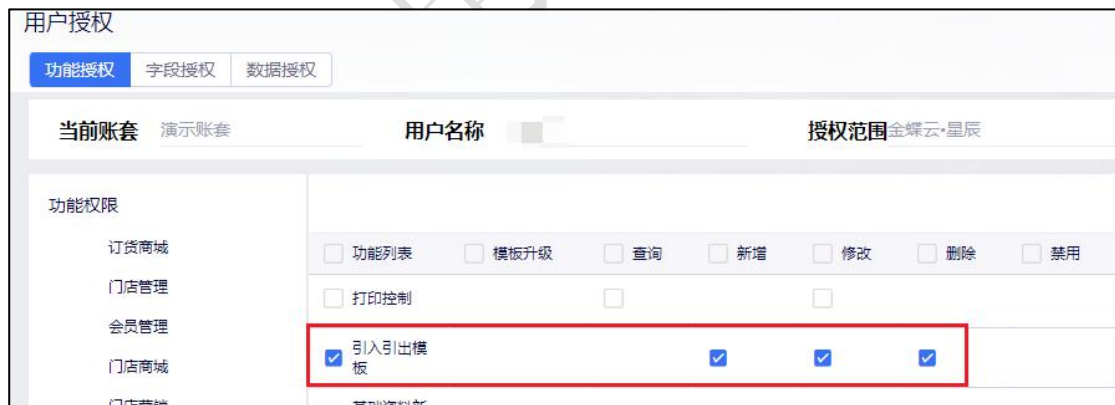 用户授权
功能授权 字段授权 数据授权
当前账套 演示账套 用户名称 授权范围 金蝶云·星辰
功能权限
订货商城 功能列表 模板升级 查询 新增 修改 删除 禁用
门店管理 打印控制
会员管理
引入引出模
门店商城 板